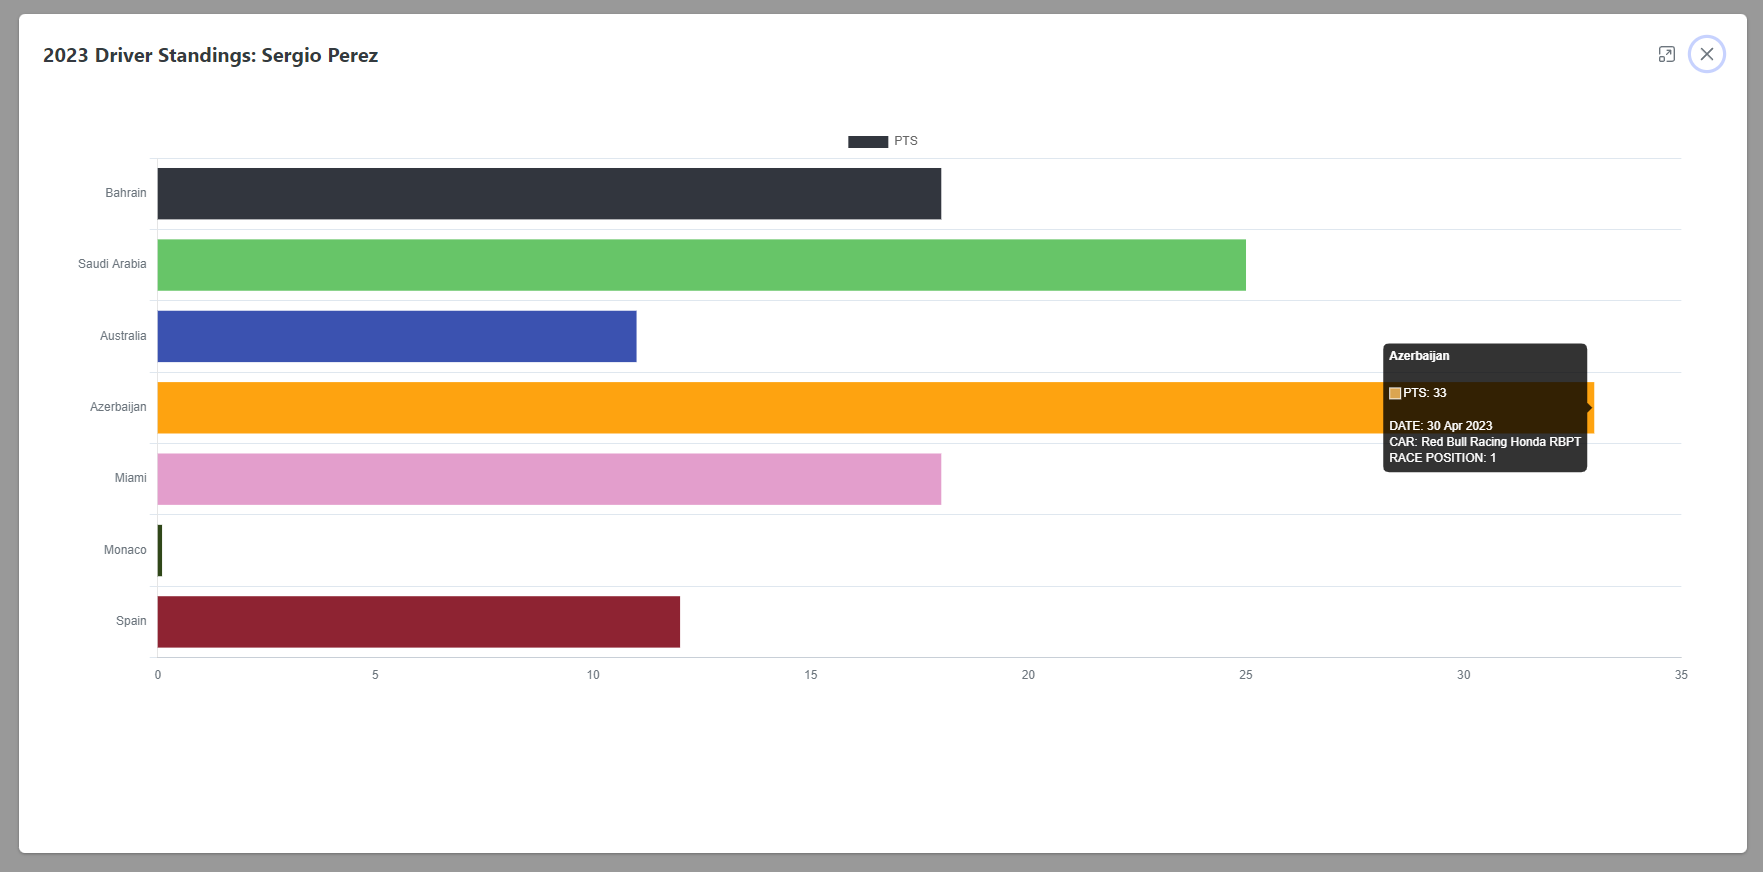 2023 Driver Standings: Sergio Perez
PTS
Bahrain
Saudi Arabia
Australia
Azerbaijan
Miami
Monaco
Spain
Azerbaijan
PTS: 33
DATE: 30 Apr 2023
CAR: Red Bull Racing Honda RBPT
RACE POSITION: 1
0 5 10 15 20 25 30 35